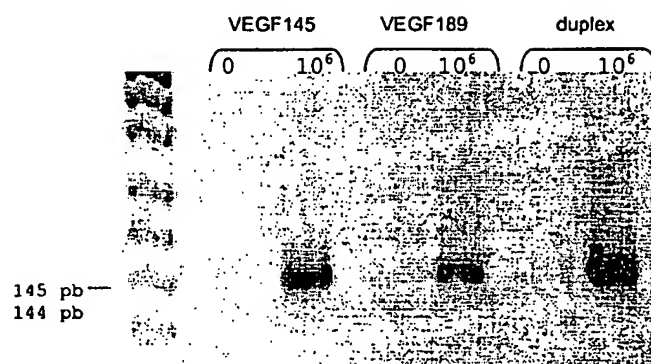 VEGF145 VEGF189 duplex
0 10⁶ 0 10⁶ 0 10⁶
145 pb
144 pb